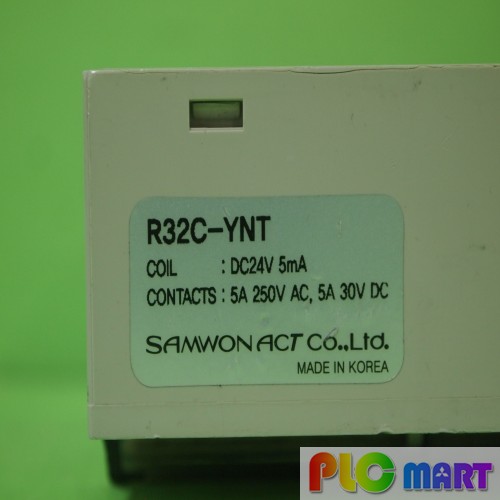 R32C-YNT
COIL : DC24V 5mA
CONTACTS : 5A 250V AC, 5A 30V DC
SAMWON ACT Co.,Ltd.
MADE IN KOREA
PLC MART